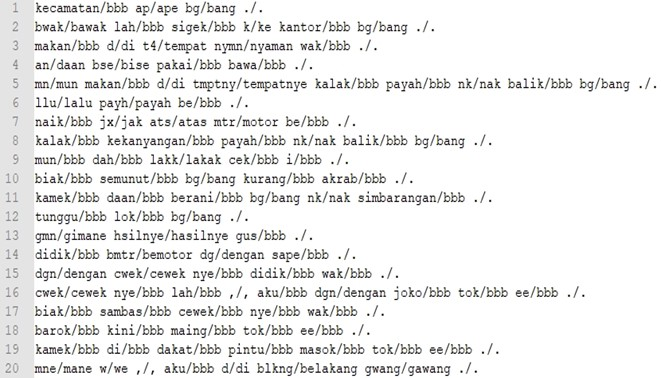 1 kecamatan/bbb ap/ape bg/bang ./.
2 bwak/bawak lah/bbb sigek/bbb k/ke kantor/bbb bg/bang ./.
3 makan/bbb d/di t4/tempat nymn/nyaman wak/bbb ./.
4 an/daan bse/bise pakai/bbb bawa/bbb ./.
5 mn/mun makan/bbb d/di tmptny/tempatnye kalak/bbb payah/bbb nk/nak balik/bbb bg/bang ./.
6 llu/lalu payh/payah be/bbb ./.
7 naik/bbb jx/jak ats/atas mtr/motor be/bbb ./.
8 kalak/bbb kekanyangan/bbb payah/bbb nk/nak balik/bbb bg/bang ./.
9 mun/bbb dah/bbb lakk/lakak cek/bbb i/bbb ./.
10 biak/bbb semunut/bbb bg/bang kurang/bbb akrab/bbb ./.
11 kamek/bbb daan/bbb berani/bbb bg/bang nk/nak simbarangan/bbb ./.
12 tunggu/bbb lok/bbb bg/bang ./.
13 gmn/gimane hsilnye/hasilnye gus/bbb ./.
14 didik/bbb bmtr/bemotor dg/dengan sape/bbb ./.
15 dgn/dengan cwek/cewek nye/bbb didik/bbb wak/bbb ./.
16 cwek/cewek nye/bbb lah/bbb ,/, aku/bbb dgn/dengan joko/bbb tok/bbb ee/bbb ./.
17 biak/bbb sambas/bbb cewek/bbb nye/bbb wak/bbb ./.
18 barok/bbb kini/bbb maing/bbb tok/bbb ee/bbb ./.
19 kamek/bbb di/bbb dakat/bbb pintu/bbb masok/bbb tok/bbb ee/bbb ./.
20 mne/mane w/we ,/, aku/bbb d/di blkng/belakang gwang/gawang ./.